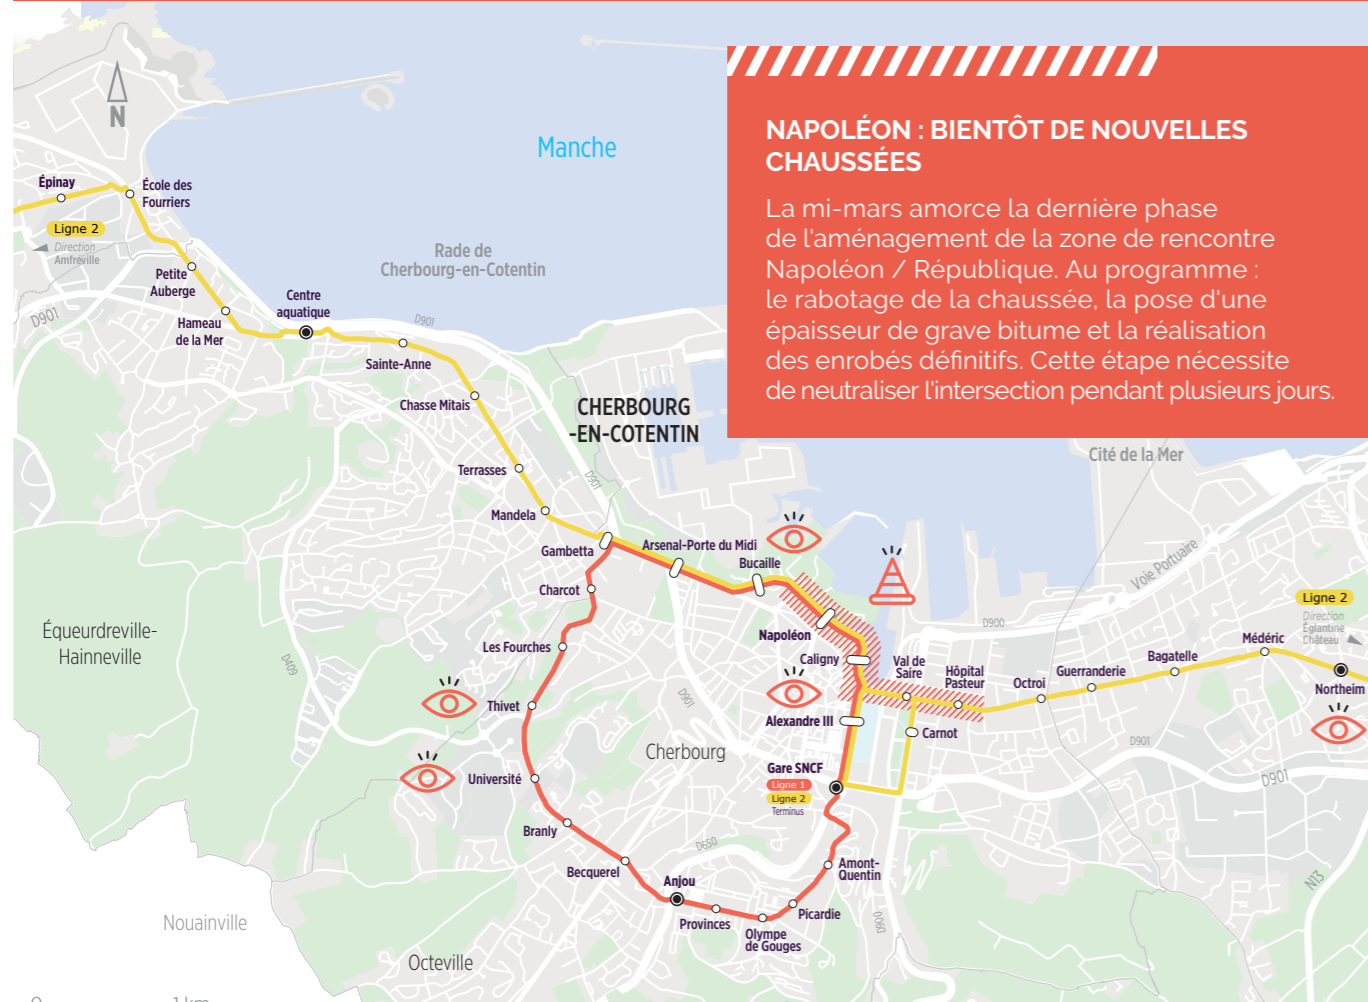 NAPOLÉON : BIENTÔT DE NOUVELLES
CHAUSSÉES
La mi-mars amorce la dernière phase
de l'aménagement de la zone de rencontre
Napoléon / République. Au programme :
le rabotage de la chaussée, la pose d'une
épaisseur de grave bitume et la réalisation
des enrobés définitifs. Cette étape nécessite
de neutraliser l'intersection pendant plusieurs jours.
N
Manche
Rade de
Cherbourg-en-Cotentin
Épinay
Ligne 2
Direction
Amfreville
École des
Fourriers
Petite
Auberge
Hameau
de la Mer
D901
Centre
aquatique
D901
Sainte-Anne
Chasse Mitais
CHERBOURG
-EN-COTENTIN
Cité de la Mer
Terrasses
D901
Mandela
Gambetta
Arsenal-Porte du Midi
Bucaille
Voie Portuaire
Charcot
Ligne 2
Direction
Églantine
Château
Napoléon
D900
Équeurdreville-
Hainneville
Les Fourches
D409
Caligny
Val de
Saire
Hôpital
Pasteur
Octroi
Guerranderie
Bagatelle
Médéric
Northeim
Thivet
D901
Alexandre III
Carnot
D901
Cherbourg
Gare SNCF
Ligne 1
Ligne 2
Terminus
Université
D901
Branly
D650
Becquerel
Anjou
Amont-
Quentin
N13
Provinces
Olympe
de Gouges
Picardie
Nouainville
Octeville
0
1 km